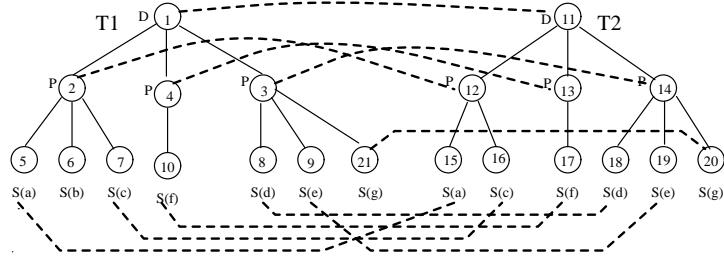 T1 D 1 D 11 T2
P 2 P 4 P 3 P 12 P 13 P 14
5 6 7 10 8 9 21 15 16 17 18 19 20
S(a) S(b) S(c) S(f) S(d) S(e) S(g) S(a) S(c) S(f) S(d) S(e) S(g)